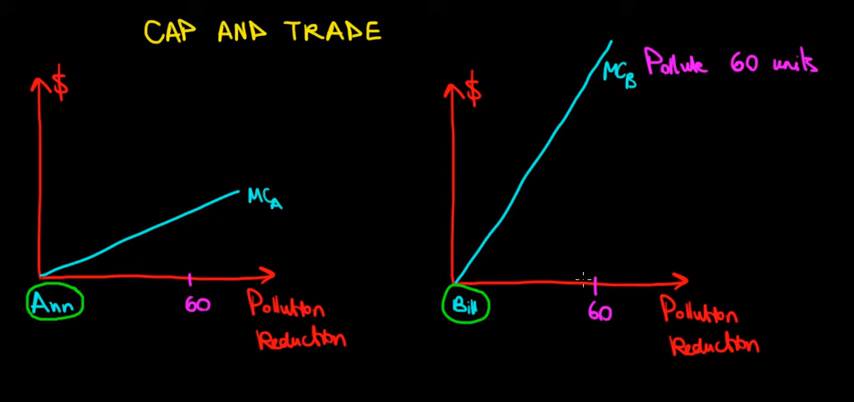 CAP AND TRADE
$
MCA
60
Ann
Pollution
Reduction
$
MCB
Pollute 60 units
60
Bill
Pollution
Reduction